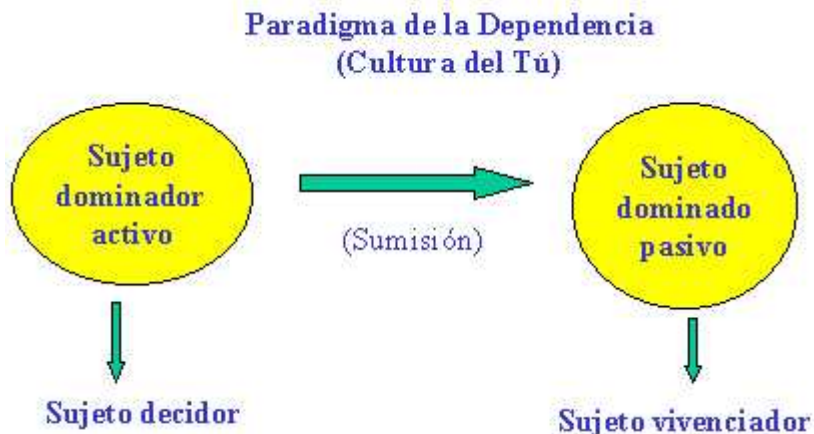 Paradigma de la Dependencia
(Cultura del Tú)
Sujeto
dominador
activo
(Sumisión)
Sujeto
dominado
pasivo
Sujeto decidor
Sujeto vivenciador